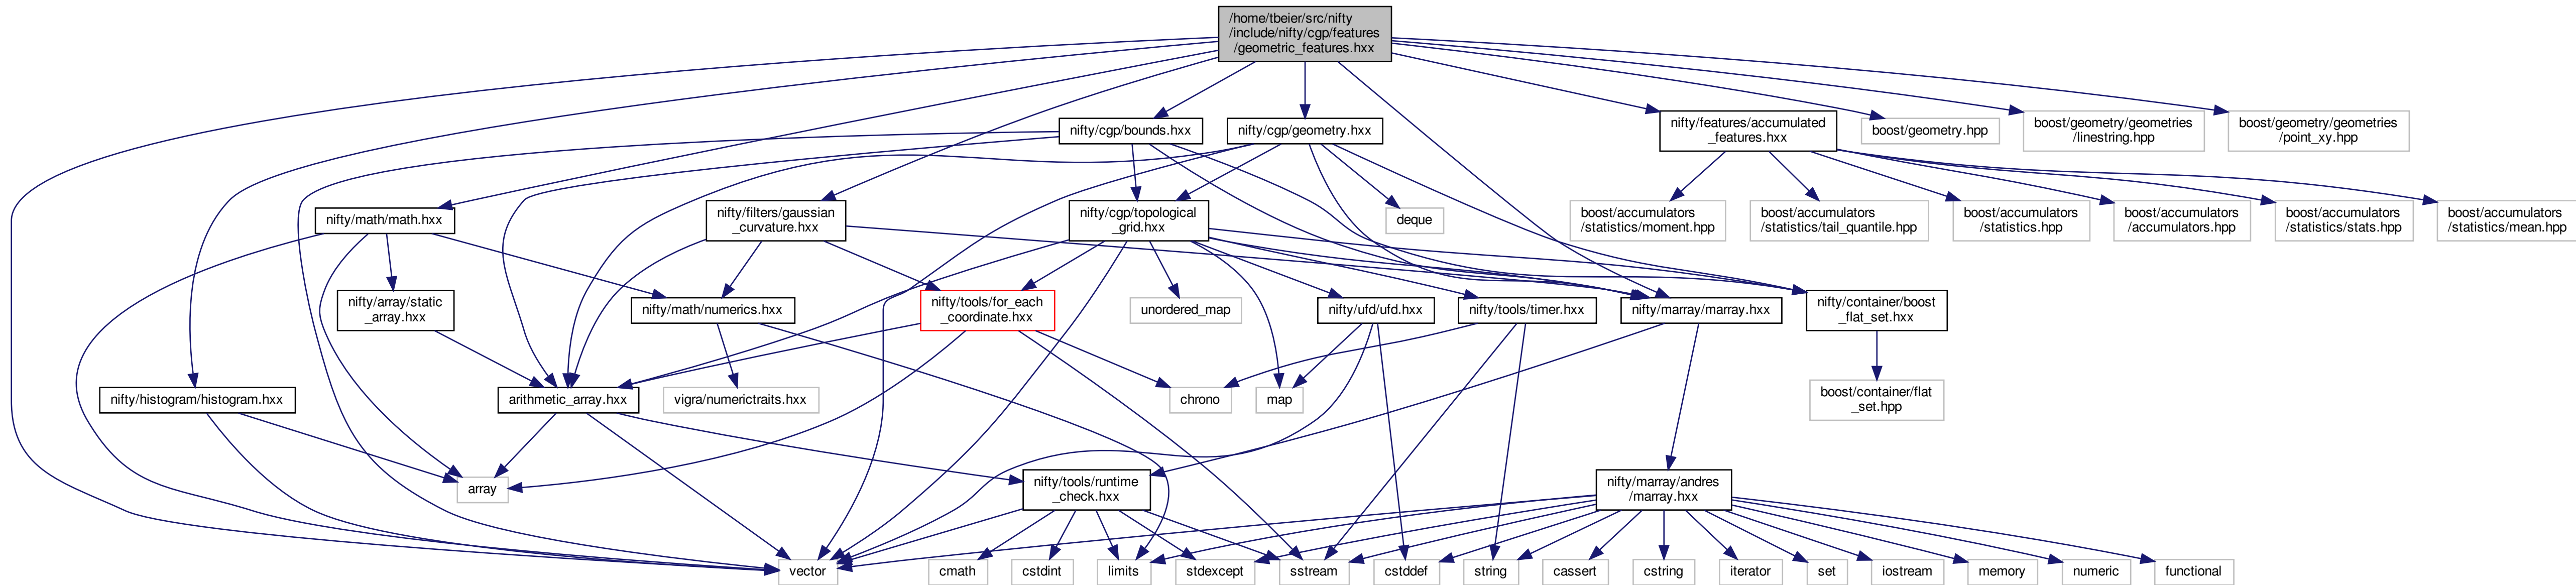 /home/tbeier/src/nifty
/include/nifty/cgp/features
/geometric_features.hxx
nifty/cgp/bounds.hxx
nifty/cgp/geometry.hxx
nifty/features/accumulated
_features.hxx
boost/geometry.hpp
boost/geometry/geometries
/linestring.hpp
boost/geometry/geometries
/point_xy.hpp
nifty/math/math.hxx
nifty/filters/gaussian
_curvature.hxx
nifty/cgp/topological
_grid.hxx
deque
boost/accumulators
/statistics/moment.hpp
boost/accumulators
/statistics/tail_quantile.hpp
boost/accumulators
/statistics.hpp
boost/accumulators
/accumulators.hpp
boost/accumulators
/statistics/stats.hpp
boost/accumulators
/statistics/mean.hpp
nifty/array/static
_array.hxx
nifty/math/numerics.hxx
nifty/tools/for_each
_coordinate.hxx
unordered_map
nifty/ufd/ufd.hxx
nifty/tools/timer.hxx
nifty/marray/marray.hxx
nifty/container/boost
_flat_set.hxx
nifty/histogram/histogram.hxx
arithmetic_array.hxx
vigra/numerictraits.hxx
chrono
map
boost/container/flat
_set.hpp
array
nifty/tools/runtime
_check.hxx
nifty/marray/andres
/marray.hxx
vector
cmath
cstdint
limits
stdexcept
sstream
cstddef
string
cassert
cstring
iterator
set
iostream
memory
numeric
functional